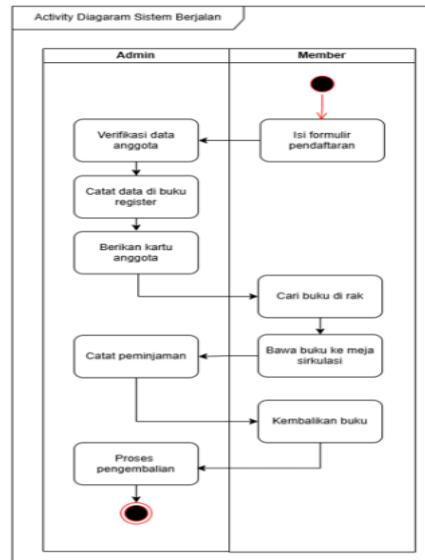 Activity Diagaram Sistem Berjalan
Admin
Member
Isi formulir
pendaftaran
Verifikasi data
anggota
Catat data di buku
register
Berikan kartu
anggota
Cari buku di rak
Bawa buku ke meja
sirkulasi
Catat peminjaman
Kembalikan buku
Proses
pengembalian